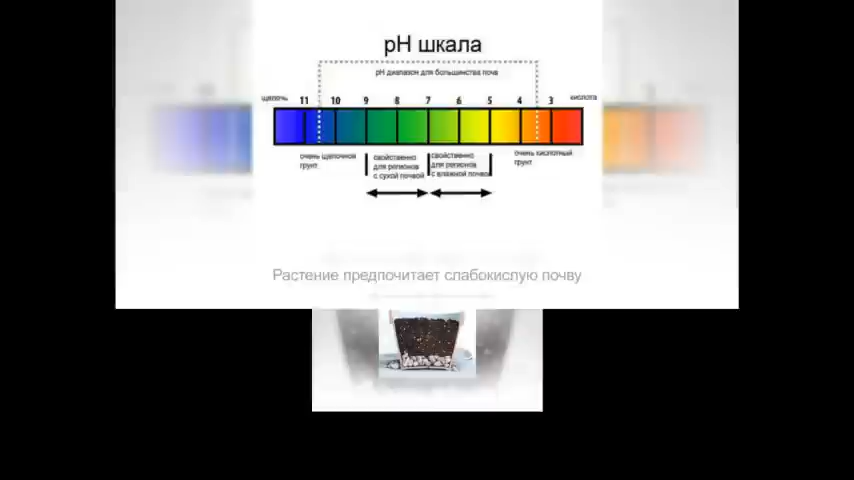 pH шкала
pH диапазон для большинства почв
щелочь 11 10 9 8 7 6 5 4 3 кислота
очень щелочной
грунт
свойственно
для регионов
с сухой почвой
свойственно
для регионов
с влажной почвой
очень кислотный
грунт
Растение предпочитает слабокислую почву